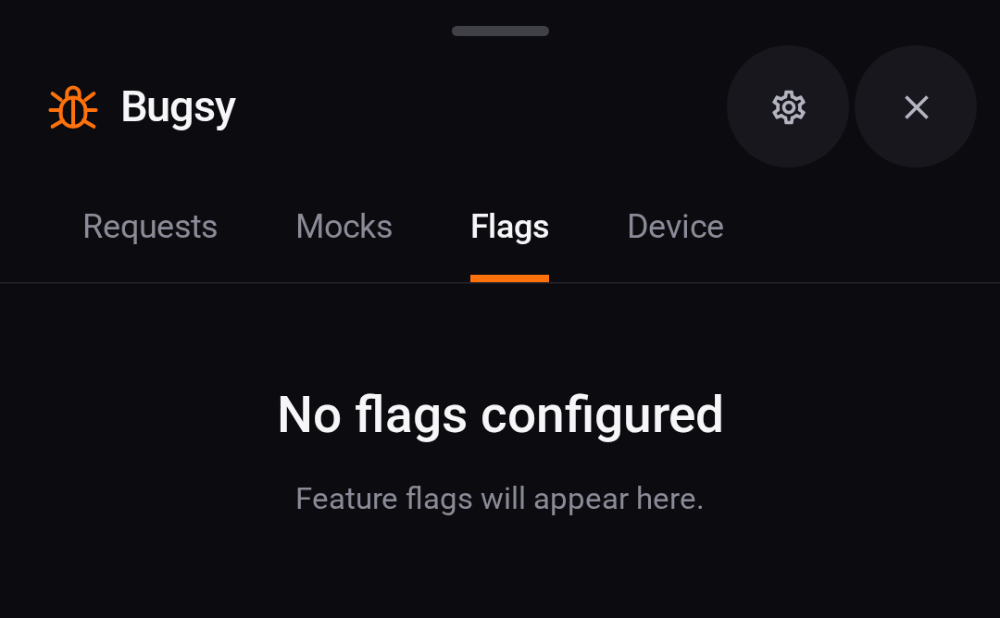 Bugsy
Requests Mocks Flags Device
No flags configured
Feature flags will appear here.